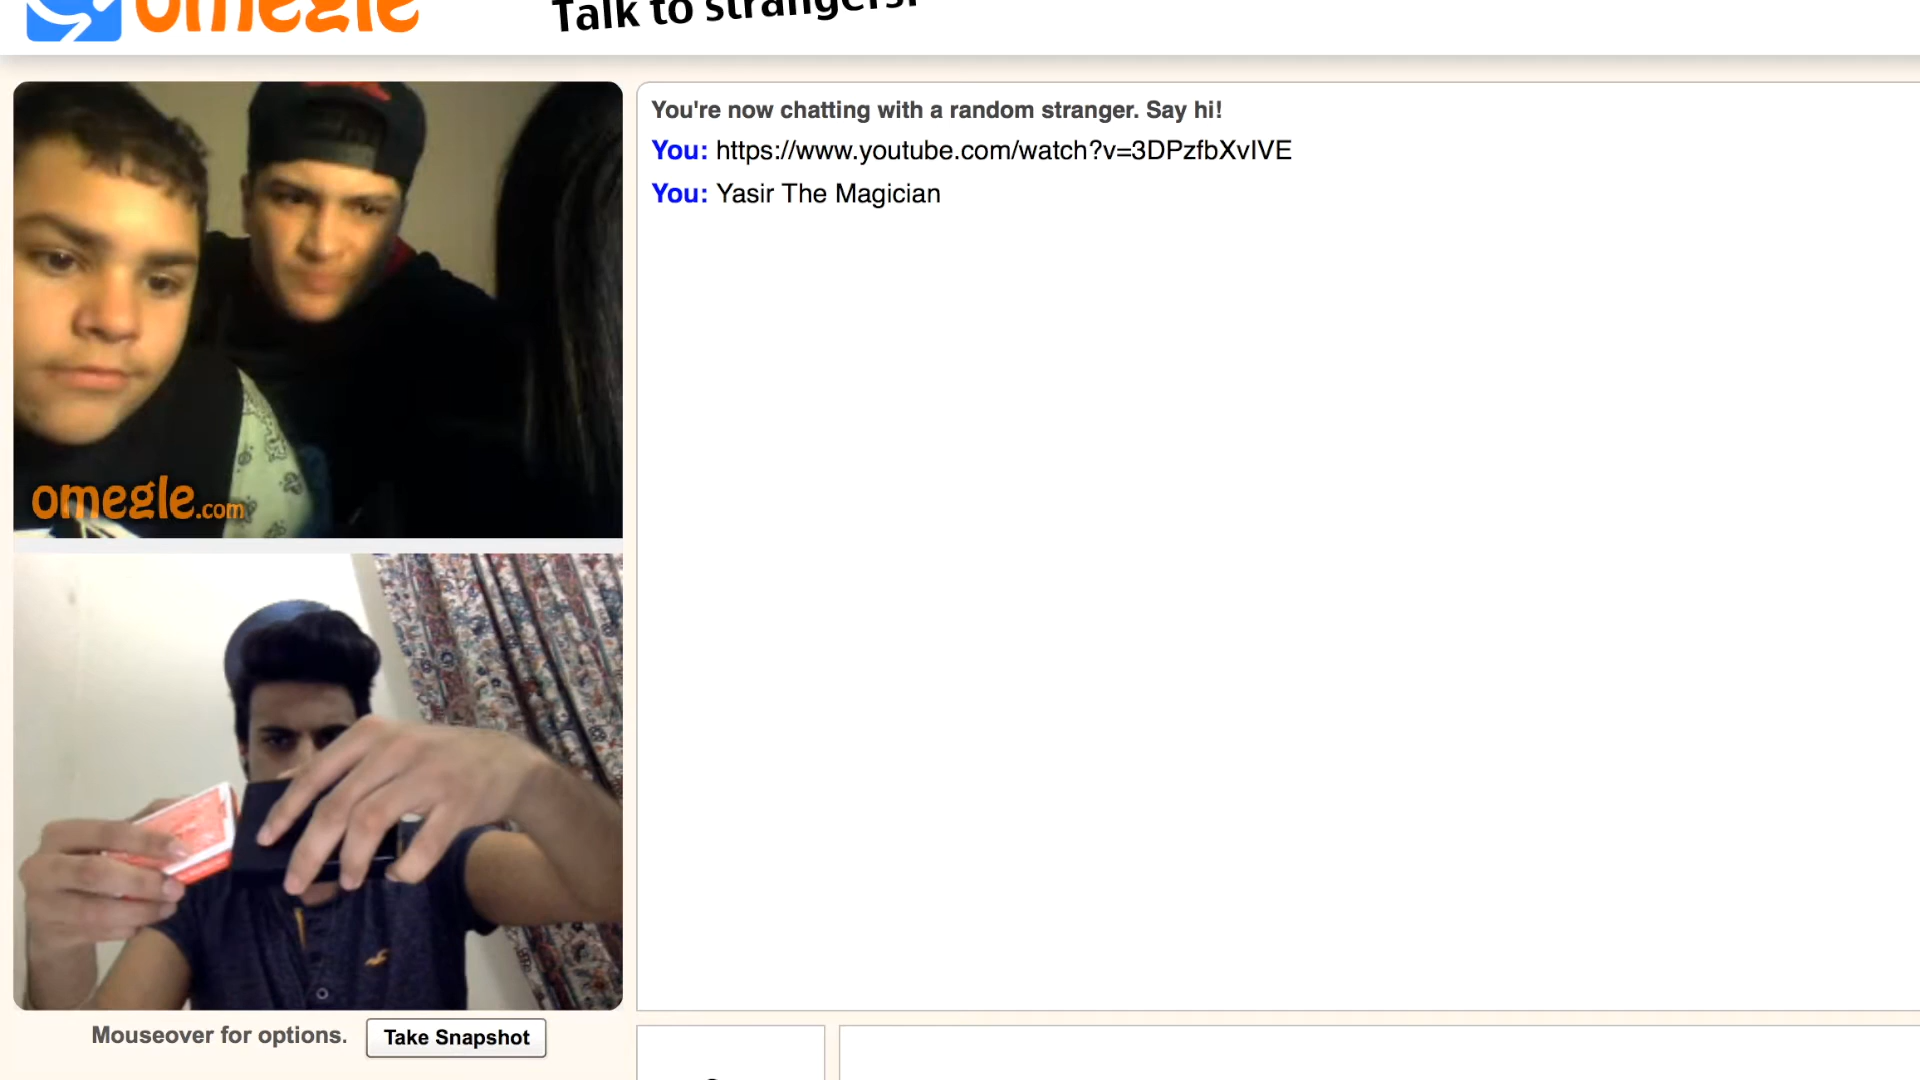 omegle
Talk to strangers!
You're now chatting with a random stranger. Say hi!
You: https://www.youtube.com/watch?v=3DPzfbXvIVE
You: Yasir The Magician
omegle.com
Mouseover for options.
Take Snapshot